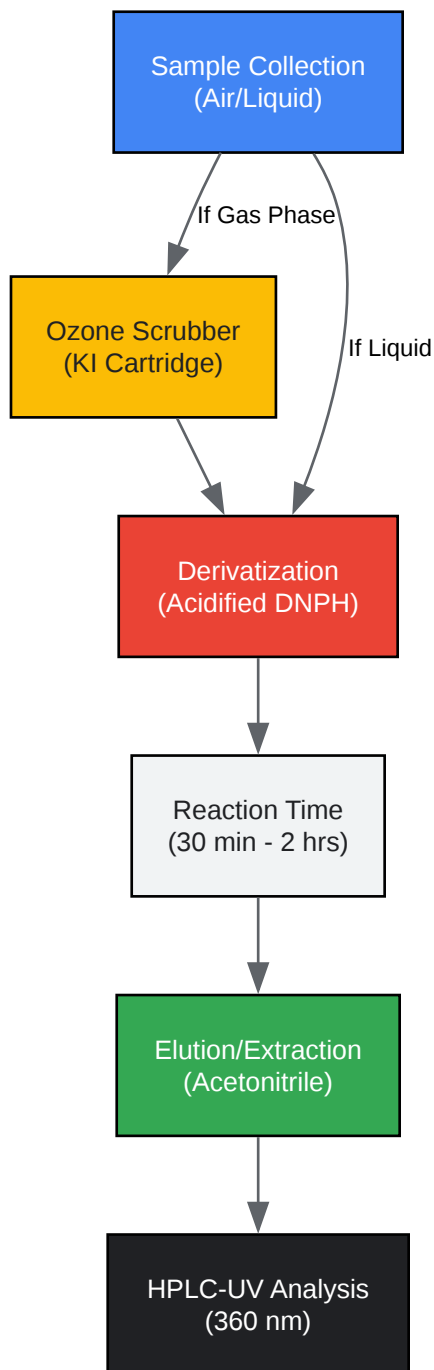 Sample Collection
(Air/Liquid)
If Gas Phase
Ozone Scrubber
(KI Cartridge)
If Liquid
Derivatization
(Acidified DNPH)
Reaction Time
(30 min - 2 hrs)
Elution/Extraction
(Acetonitrile)
HPLC-UV Analysis
(360 nm)